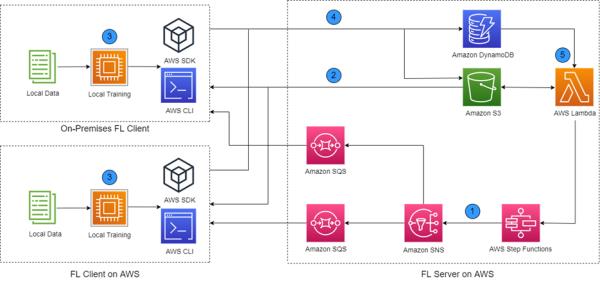 3
AWS SDK
Local Data
Local Training
AWS CLI
On-Premises FL Client
3
AWS SDK
Local Data
Local Training
AWS CLI
FL Client on AWS
4
Amazon DynamoDB
5
2
Amazon S3
AWS Lambda
Amazon SQS
1
Amazon SQS
Amazon SNS
AWS Step Functions
FL Server on AWS